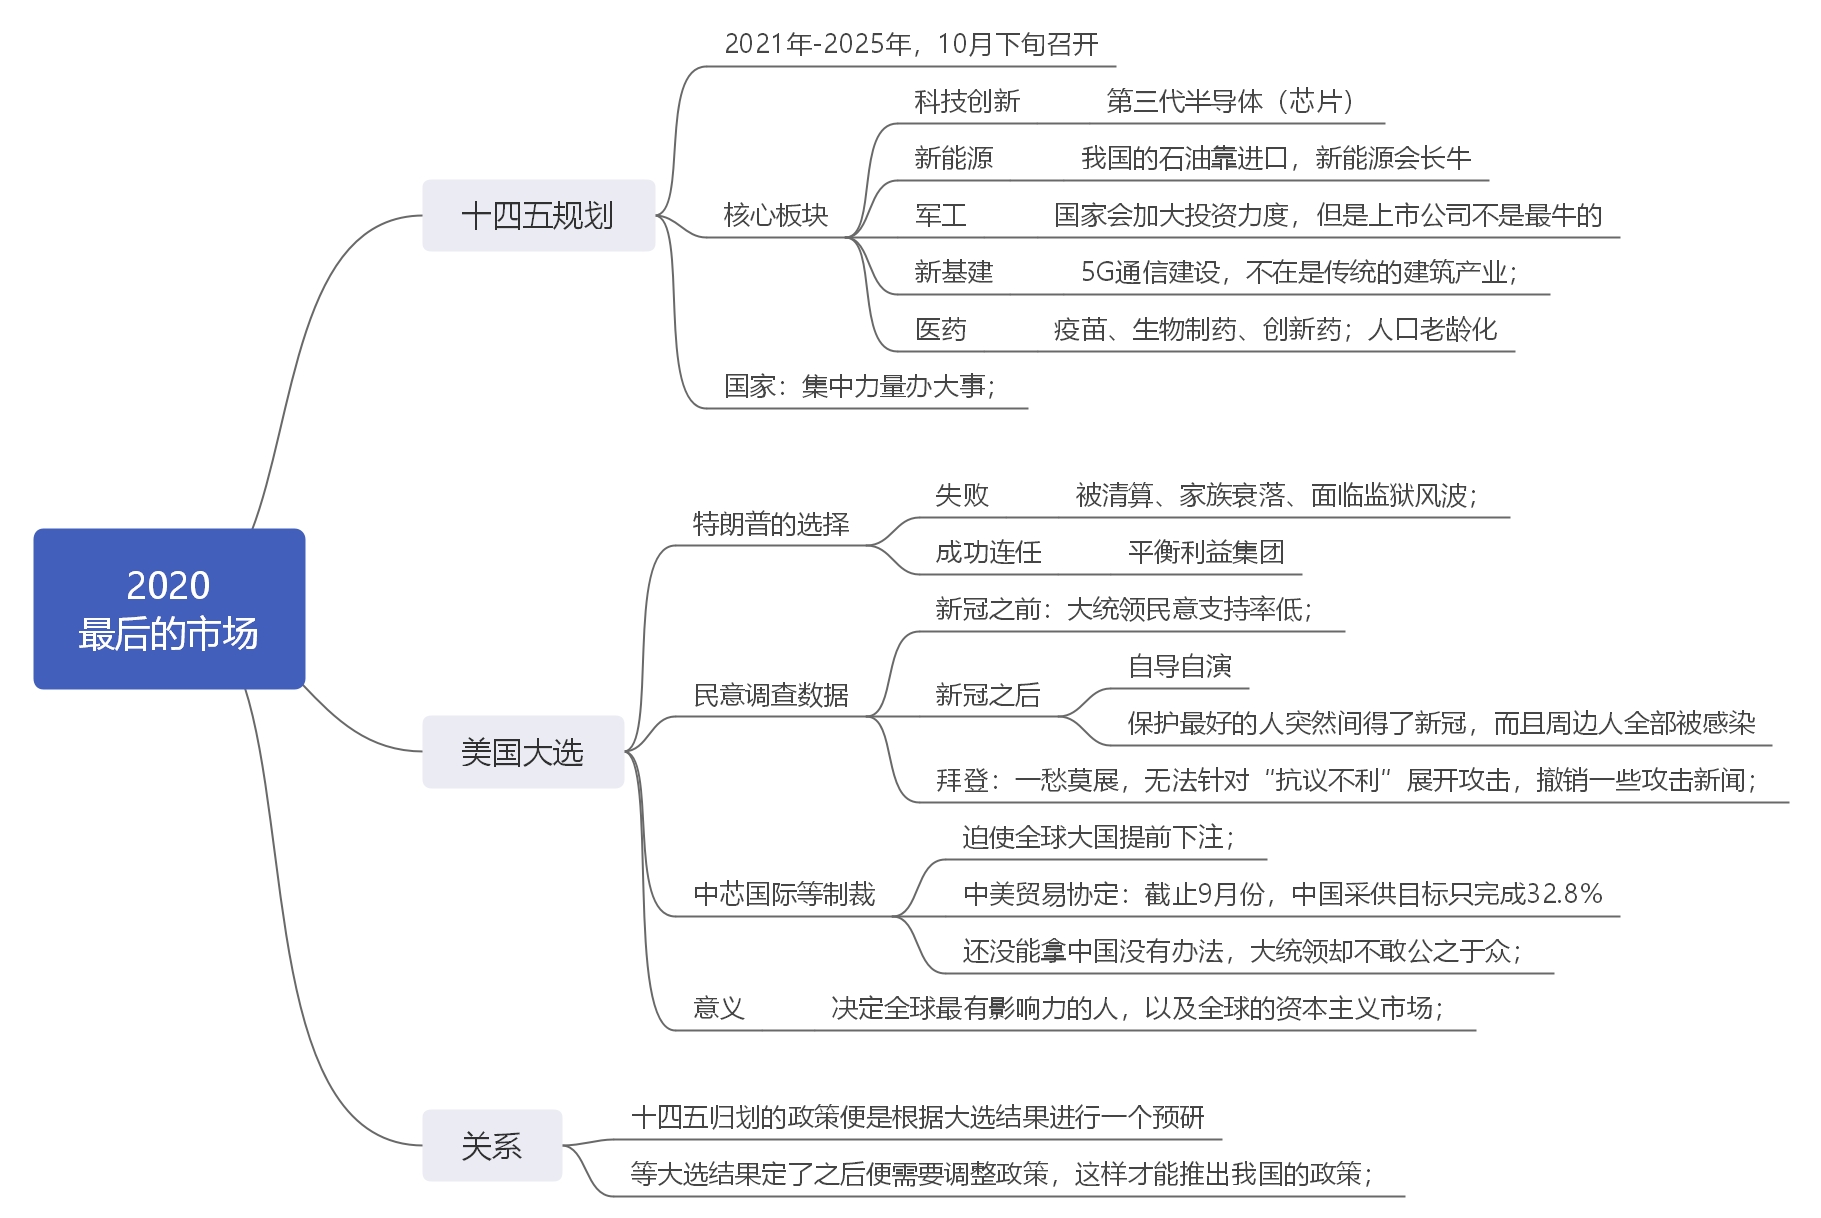 2020
最后的市场
十四五规划
2021年-2025年，10月下旬召开
核心板块
科技创新 第三代半导体（芯片）
新能源 我国的石油靠进口，新能源会长牛
军工 国家会加大投资力度，但是上市公司不是最牛的
新基建 5G通信建设，不在是传统的建筑产业；
医药 疫苗、生物制药、创新药；人口老龄化
国家：集中力量办大事；
美国大选
特朗普的选择
失败 被清算、家族衰落、面临监狱风波；
成功连任 平衡利益集团
民意调查数据
新冠之前：大统领民意支持率低；
新冠之后
自导自演
保护最好的人突然间得了新冠，而且周边人全部被感染
拜登：一愁莫展，无法针对“抗议不利”展开攻击，撤销一些攻击新闻；
中芯国际等制裁
迫使全球大国提前下注；
中美贸易协定：截止9月份，中国采供目标只完成32.8%
还没能拿中国没有办法，大统领却不敢公之于众；
意义 决定全球最有影响力的人，以及全球的资本主义市场；
关系
十四五归划的政策便是根据大选结果进行一个预研
等大选结果定了之后便需要调整政策，这样才能推出我国的政策；